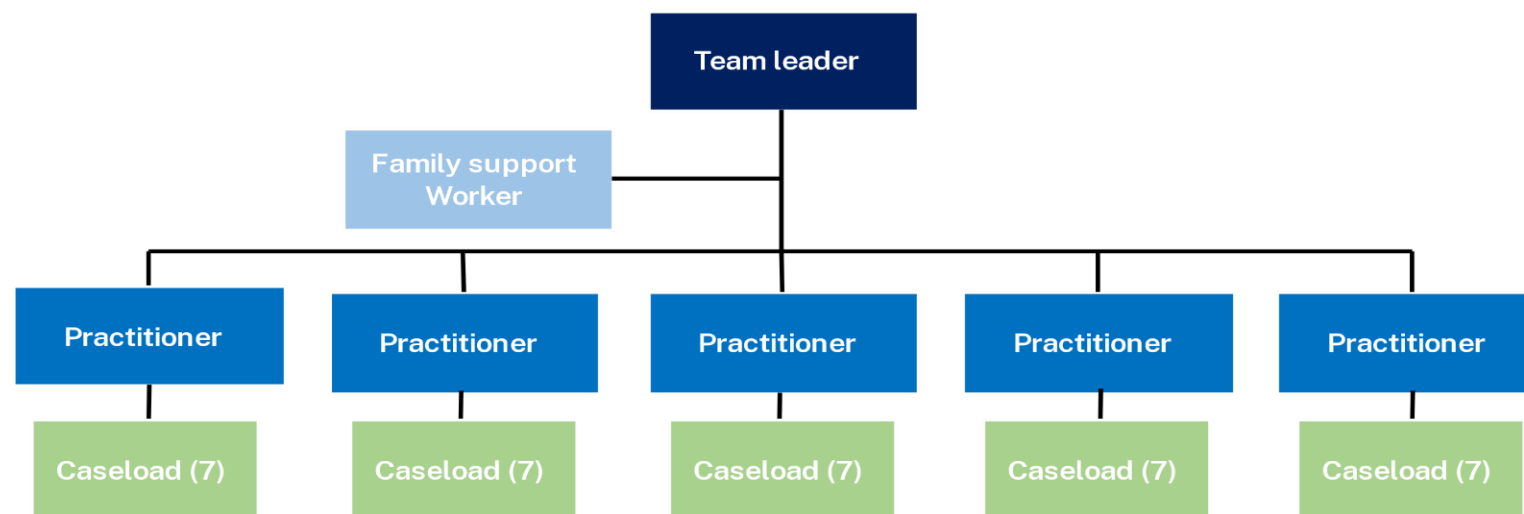 Team leader
Family support
Worker
Practitioner
Practitioner
Practitioner
Practitioner
Practitioner
Caseload (7)
Caseload (7)
Caseload (7)
Caseload (7)
Caseload (7)